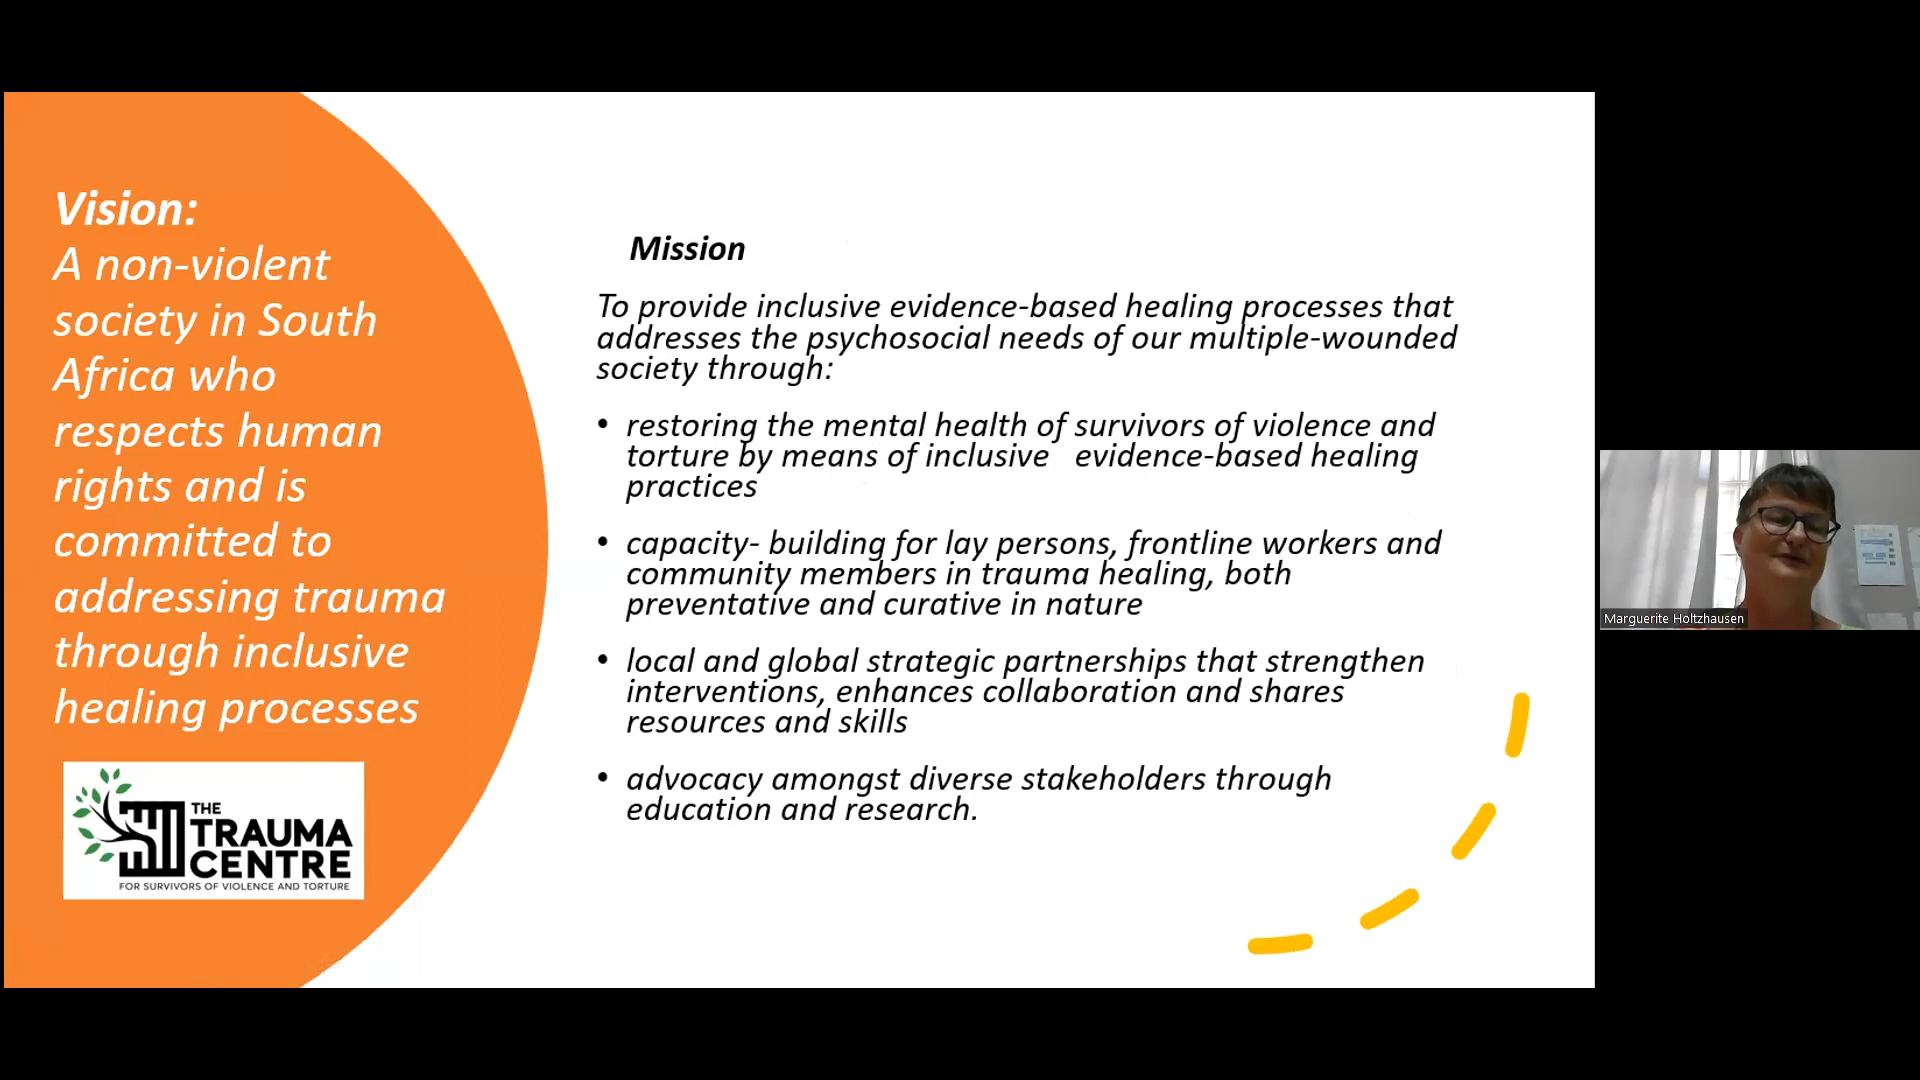 Vision:
A non-violent
society in South
Africa who
respects human
rights and is
committed to
addressing trauma
through inclusive
healing processes
THE
TRAUMA
CENTRE
FOR SURVIVORS OF VIOLENCE AND TORTURE
Mission
To provide inclusive evidence-based healing processes that
addresses the psychosocial needs of our multiple-wounded
society through:
• restoring the mental health of survivors of violence and
torture by means of inclusive evidence-based healing
practices
• capacity- building for lay persons, frontline workers and
community members in trauma healing, both
preventative and curative in nature
• local and global strategic partnerships that strengthen
interventions, enhances collaboration and shares
resources and skills
• advocacy amongst diverse stakeholders through
education and research.
Marguerite Holtzhausen